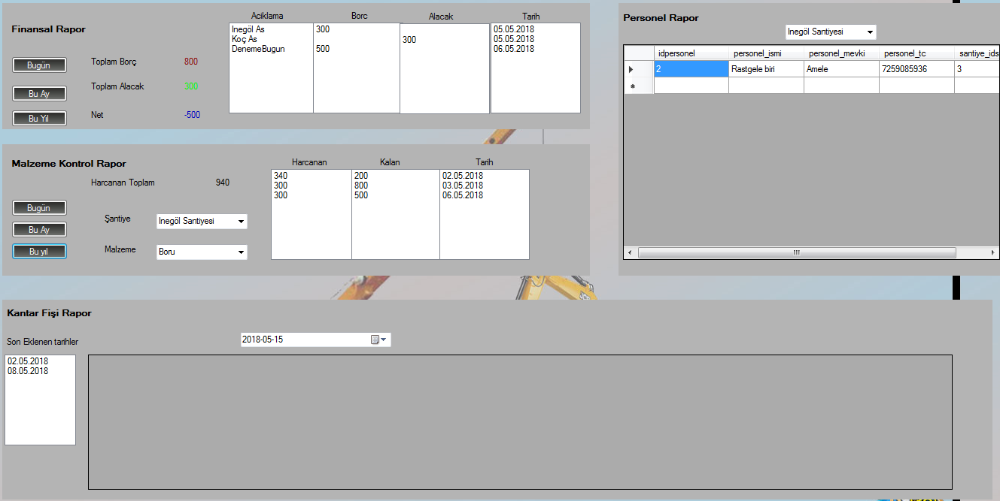 Finansal Rapor
Aciklama Borc Alacak Tarih
Inegöl As 300 05.05.2018
Koç As 300 05.05.2018
DenemeBugun 500 06.05.2018
Bugün Toplam Borç 800
Bu Ay Toplam Alacak 300
Bu Yıl Net -500
Malzeme Kontrol Rapor
Harcanan Toplam 940
Harcanan Kalan Tarih
340 200 02.05.2018
300 800 03.05.2018
300 500 06.05.2018
Bugün
Bu Ay
Bu yıl
Şantiye Inegöl Santiyesi
Malzeme Boru
Personel Rapor
Inegöl Santiyesi
idpersonel personel_ismi personel_mevki personel_tc santiye_ids
2 Rastgele biri Amele 7259085936 3
Kantar Fişi Rapor
Son Eklenen tarihler
2018-05-15
02.05.2018
08.05.2018